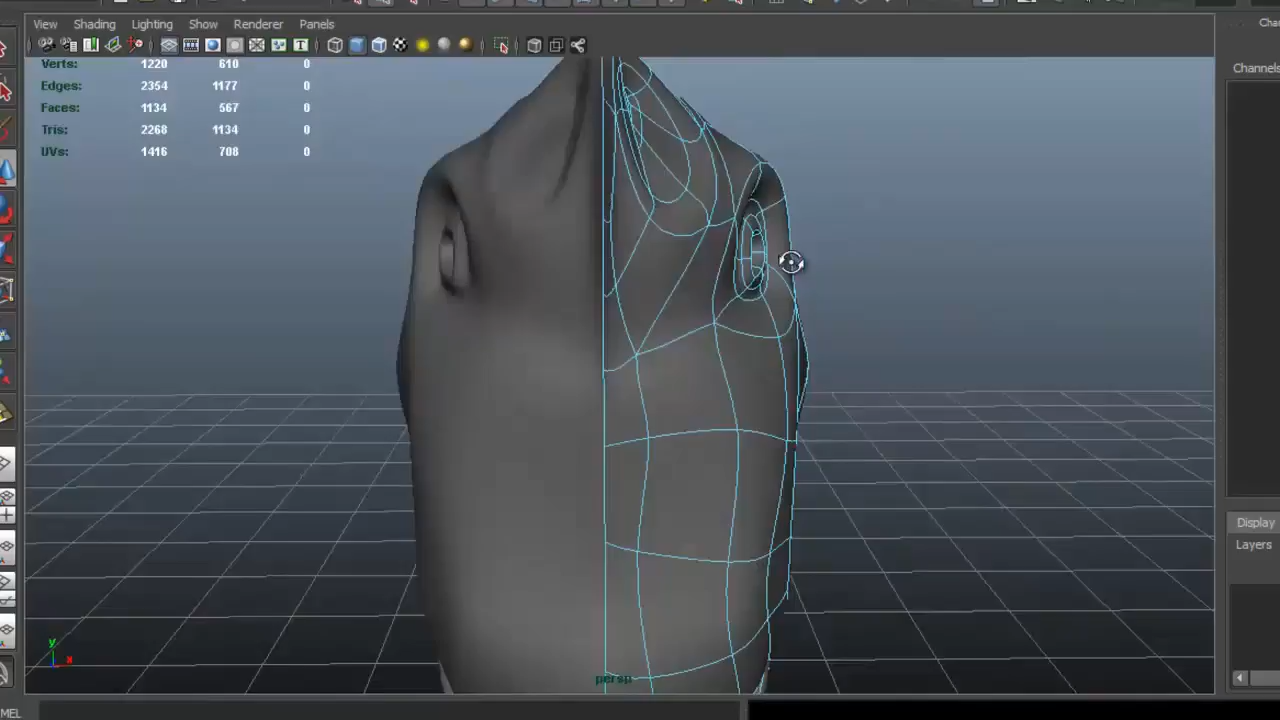 View Shading Lighting Show Renderer Panels
Verts: 1220 610 0
Edges: 2354 1177 0
Faces: 1134 567 0
Tris: 2268 1134 0
UVs: 1416 708 0
Channels
Display
Layers
T
y
x
persp
MEL